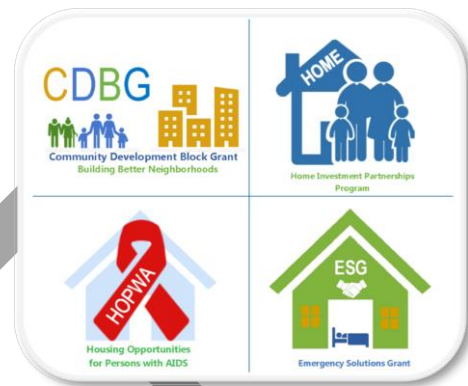 CDBG
Community Development Block Grant
Building Better Neighborhoods
HOME
Home Investment Partnerships
Program
HOPWA
Housing Opportunities
for Persons with AIDS
ESG
Emergency Solutions Grant